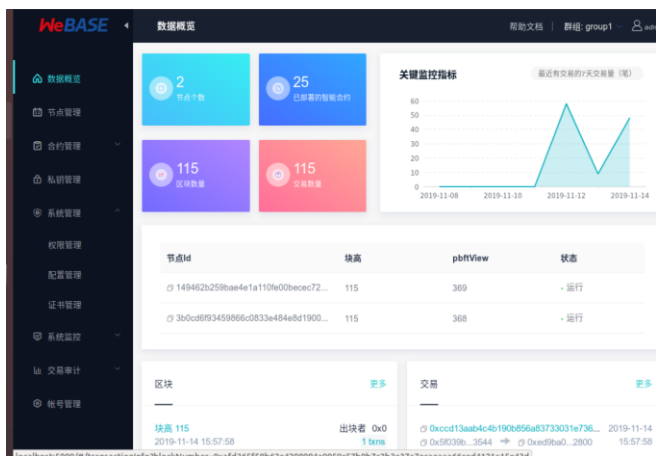 WeBASE
数据概览
帮助文档
群组: group1
数据概览
节点管理
合约管理
私钥管理
系统管理
权限管理
配置管理
证书管理
系统监控
交易审计
帐号管理
2
节点个数
25
已部署的智能合约
115
区块数量
115
交易数量
关键监控指标
最近有交易的7天交易量（笔）
60
50
40
30
20
10
0
2019-11-08 2019-11-10 2019-11-12 2019-11-14
节点Id 块高 pbftView 状态
149462b259bae4e1a110fe00becec72... 115 369 运行
3b0cd6f93459866c0833e484e8d1900... 115 368 运行
区块 更多
块高 115 出块者 0x0
2019-11-14 15:57:58 1 txns
交易 更多
0xccd13aab4c4b190b856a83733031e736... 2019-11-14
0x5f039b...3544 0xed9ba0...2800 15:57:58